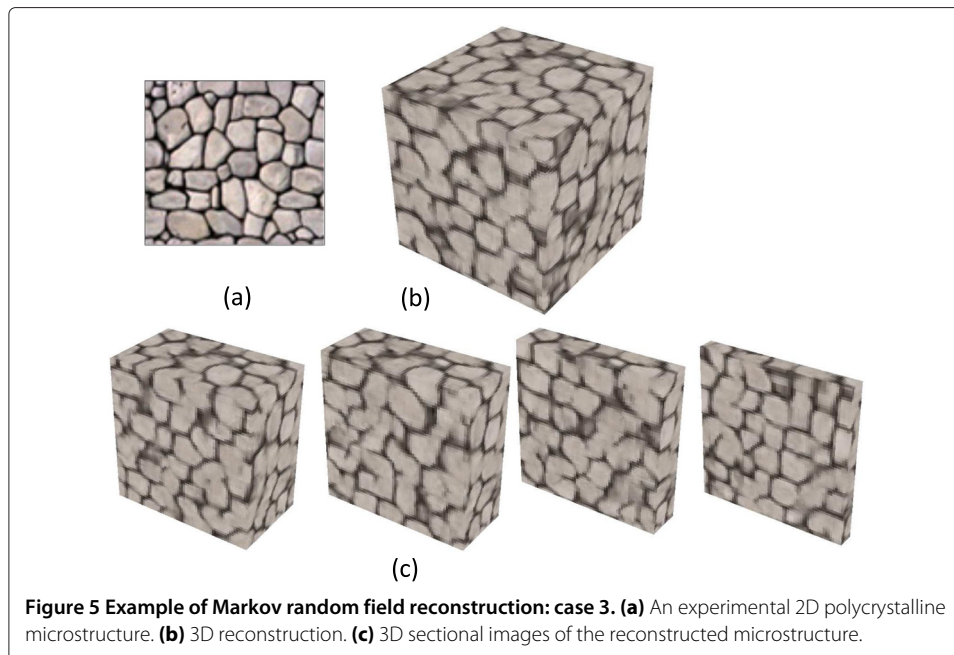 (a)
(b)
(c)
Figure 5 Example of Markov random field reconstruction: case 3. (a) An experimental 2D polycrystalline
microstructure. (b) 3D reconstruction. (c) 3D sectional images of the reconstructed microstructure.